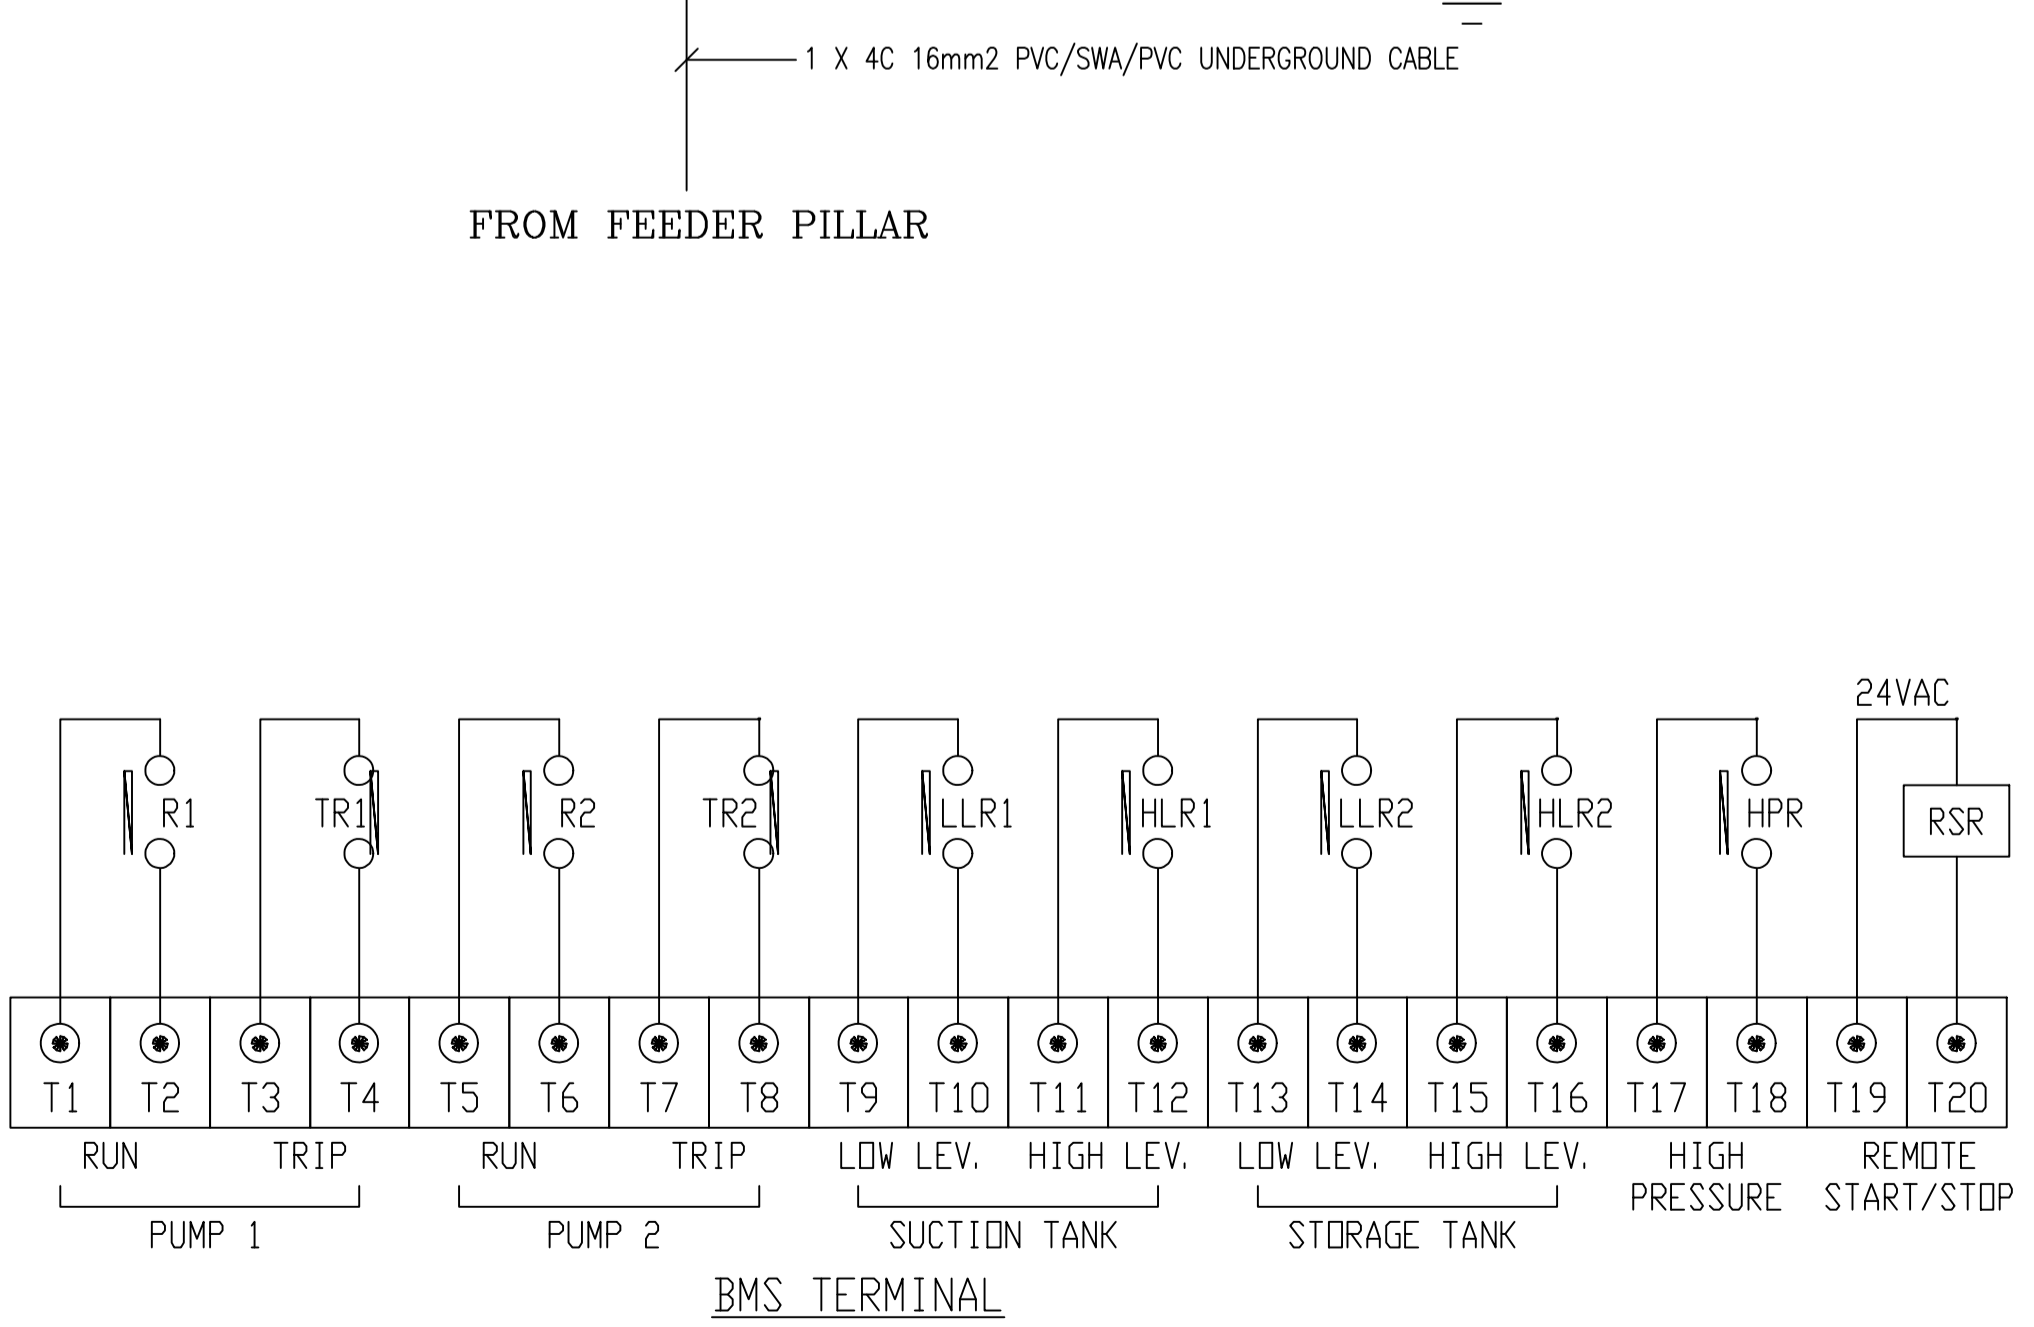 1 X 4C 16mm2 PVC/SWA/PVC UNDERGROUND CABLE
FROM FEEDER PILLAR
24VAC
R1 TR1 R2 TR2 LLR1 HLR1 LLR2 HLR2 HPR RSR
T1 T2 T3 T4 T5 T6 T7 T8 T9 T10 T11 T12 T13 T14 T15 T16 T17 T18 T19 T20
RUN TRIP RUN TRIP LOW LEV. HIGH LEV. LOW LEV. HIGH LEV. HIGH REMOTE
PRESSURE START/STOP
PUMP 1 PUMP 2 SUCTION TANK STORAGE TANK
BMS TERMINAL